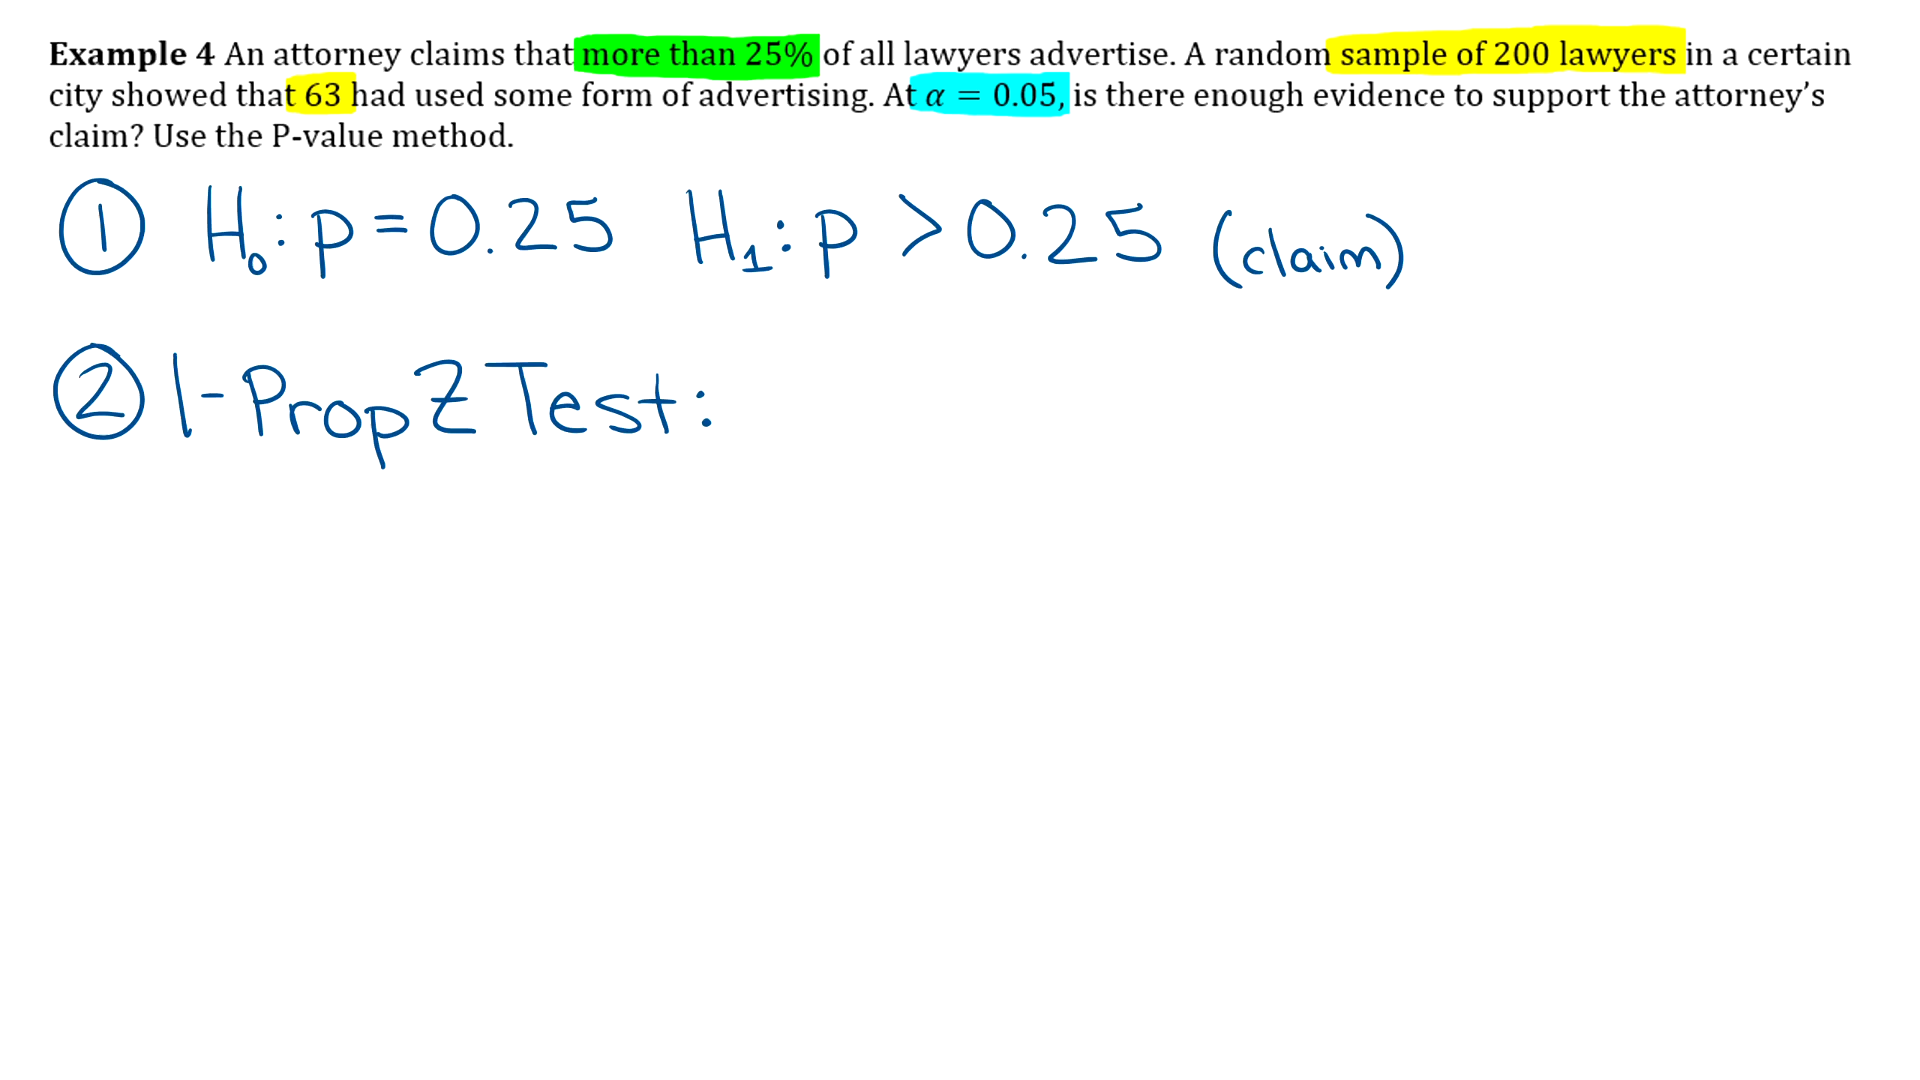 Example 4 An attorney claims that more than 25% of all lawyers advertise. A random sample of 200 lawyers in a certain
city showed that 63 had used some form of advertising. At α = 0.05, is there enough evidence to support the attorney’s
claim? Use the P-value method.
① H₀: p = 0.25 H₁: p > 0.25 (claim)
② 1-PropZTest: